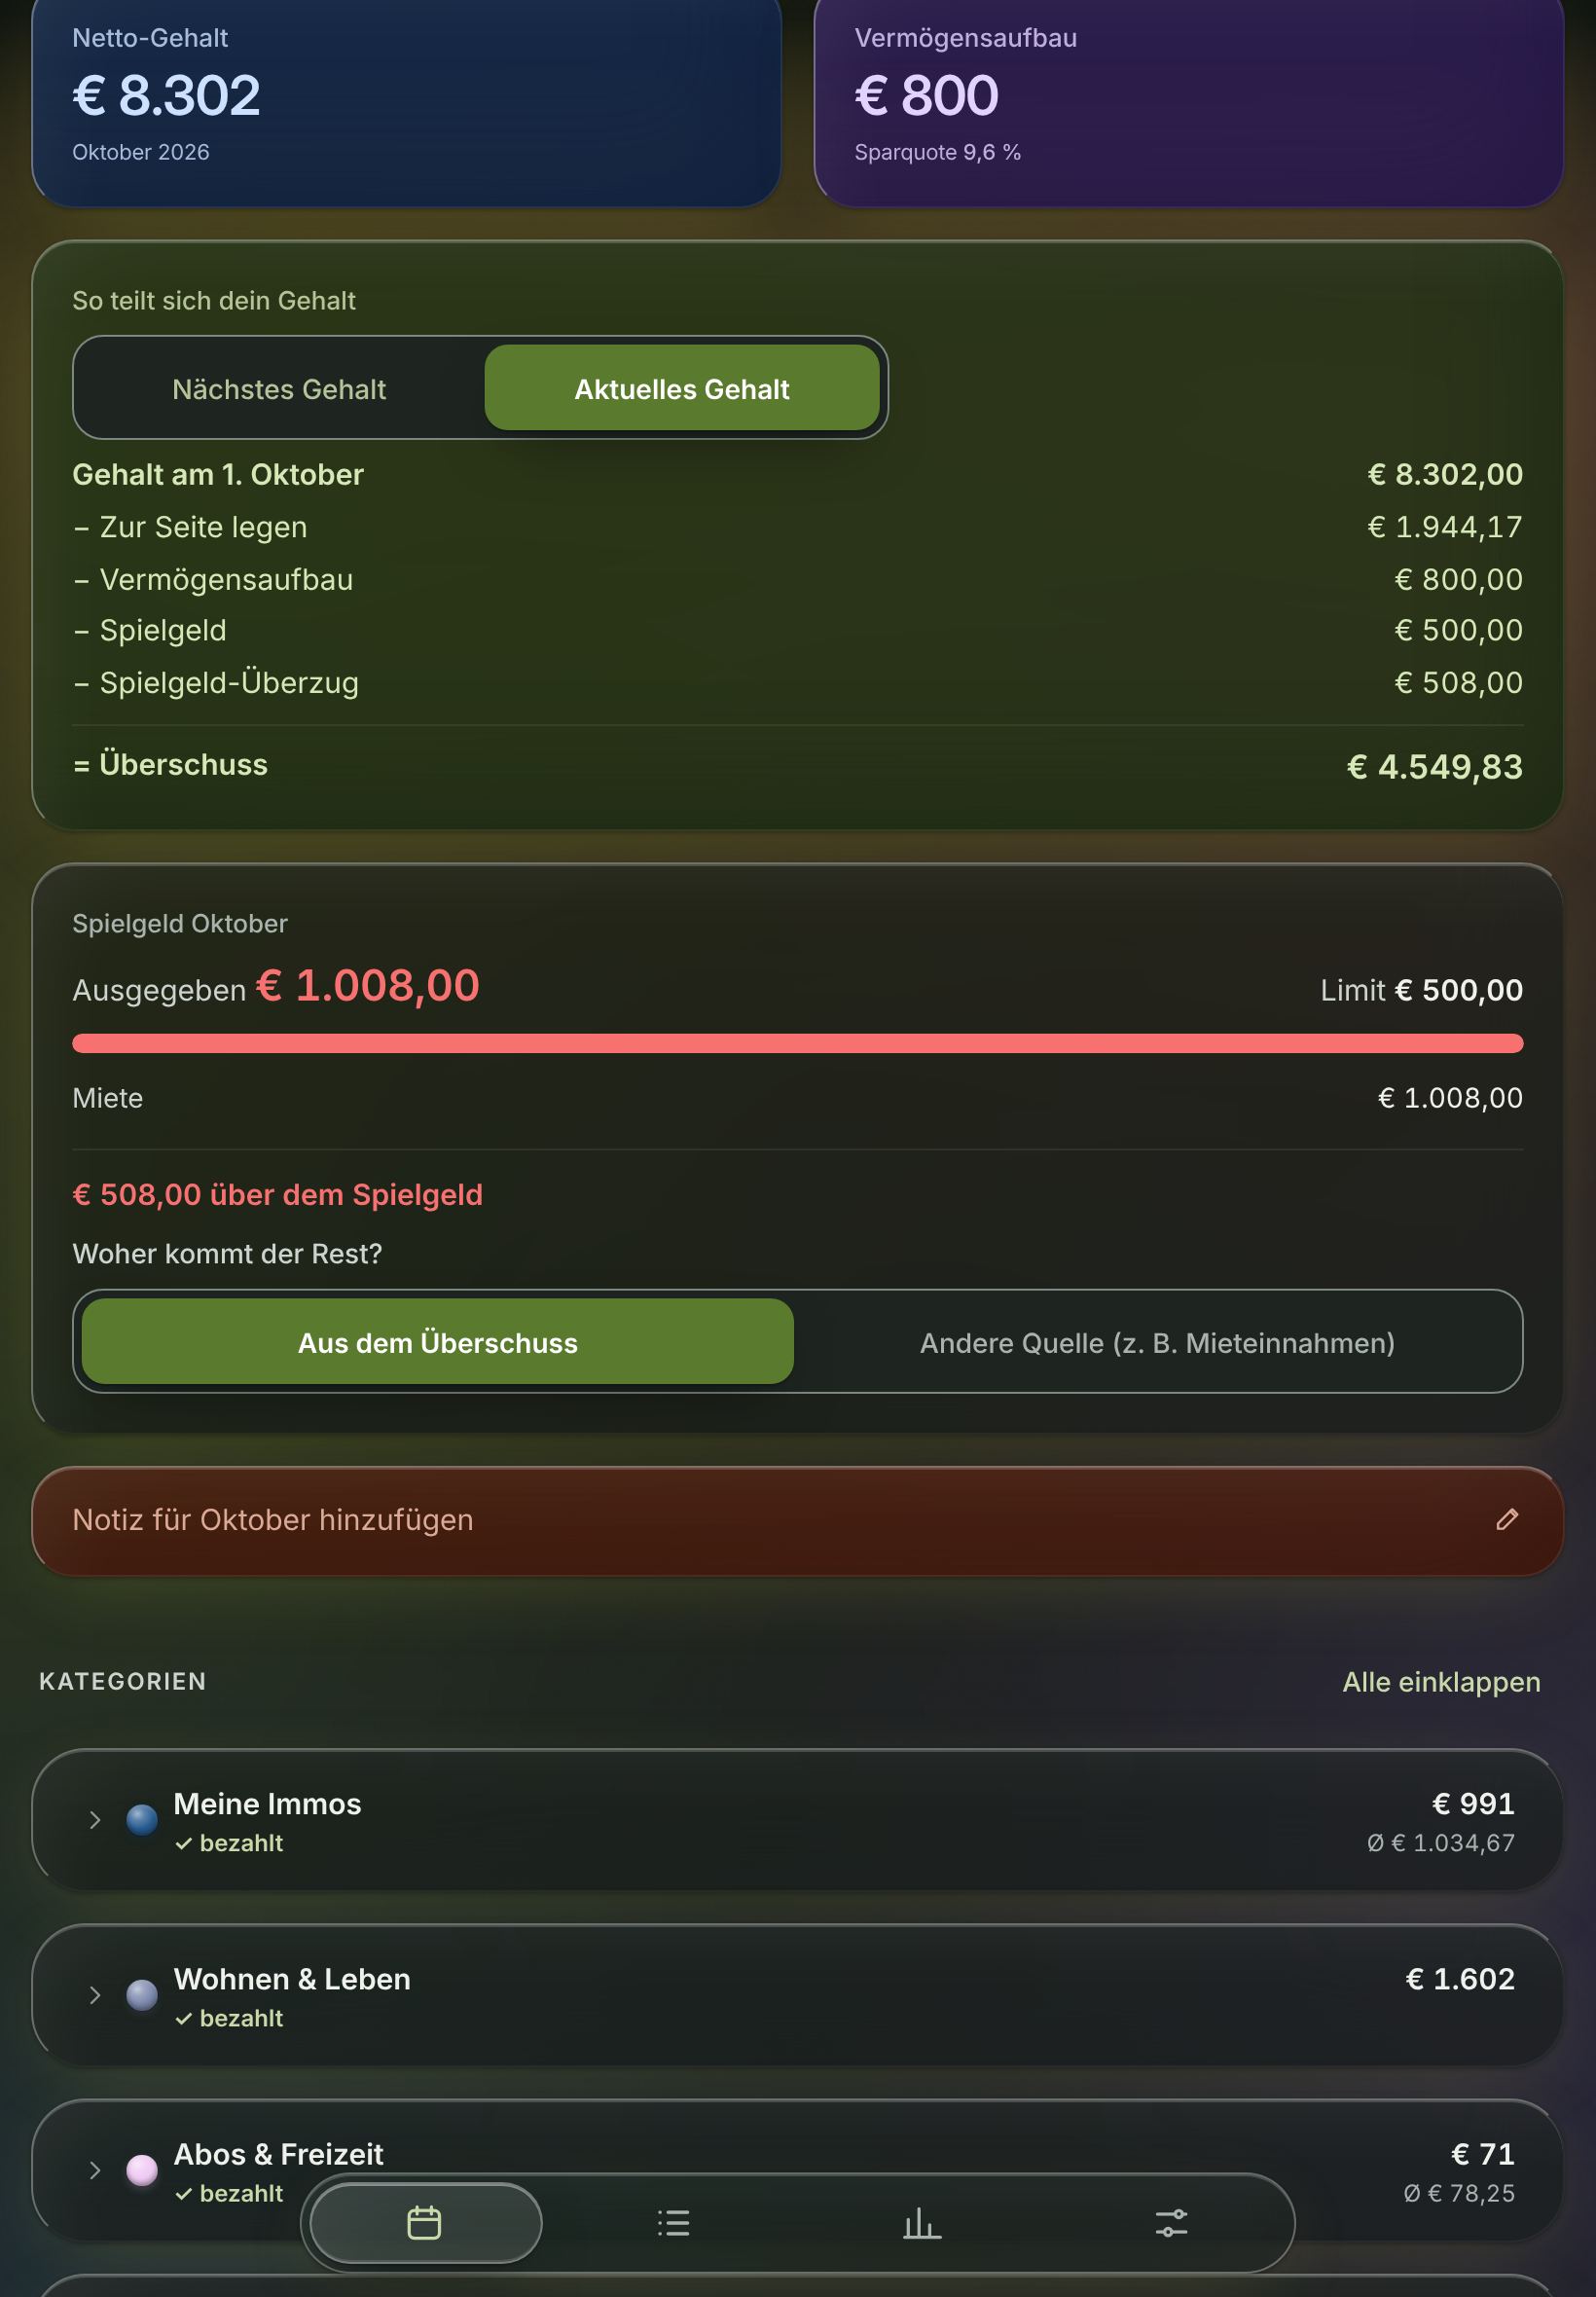 Netto-Gehalt
€ 8.302
Oktober 2026
Vermögensaufbau
€ 800
Sparquote 9,6 %
So teilt sich dein Gehalt
Nächstes Gehalt
Aktuelles Gehalt
Gehalt am 1. Oktober € 8.302,00
– Zur Seite legen € 1.944,17
– Vermögensaufbau € 800,00
– Spielgeld € 500,00
– Spielgeld-Überzug € 508,00
= Überschuss € 4.549,83
Spielgeld Oktober
Ausgegeben € 1.008,00 Limit € 500,00
Miete € 1.008,00
€ 508,00 über dem Spielgeld
Woher kommt der Rest?
Aus dem Überschuss
Andere Quelle (z. B. Mieteinnahmen)
Notiz für Oktober hinzufügen
KATEGORIEN Alle einklappen
Meine Immos € 991
✓ bezahlt Ø € 1.034,67
Wohnen & Leben € 1.602
✓ bezahlt
Abos & Freizeit € 71
✓ bezahlt Ø € 78,25